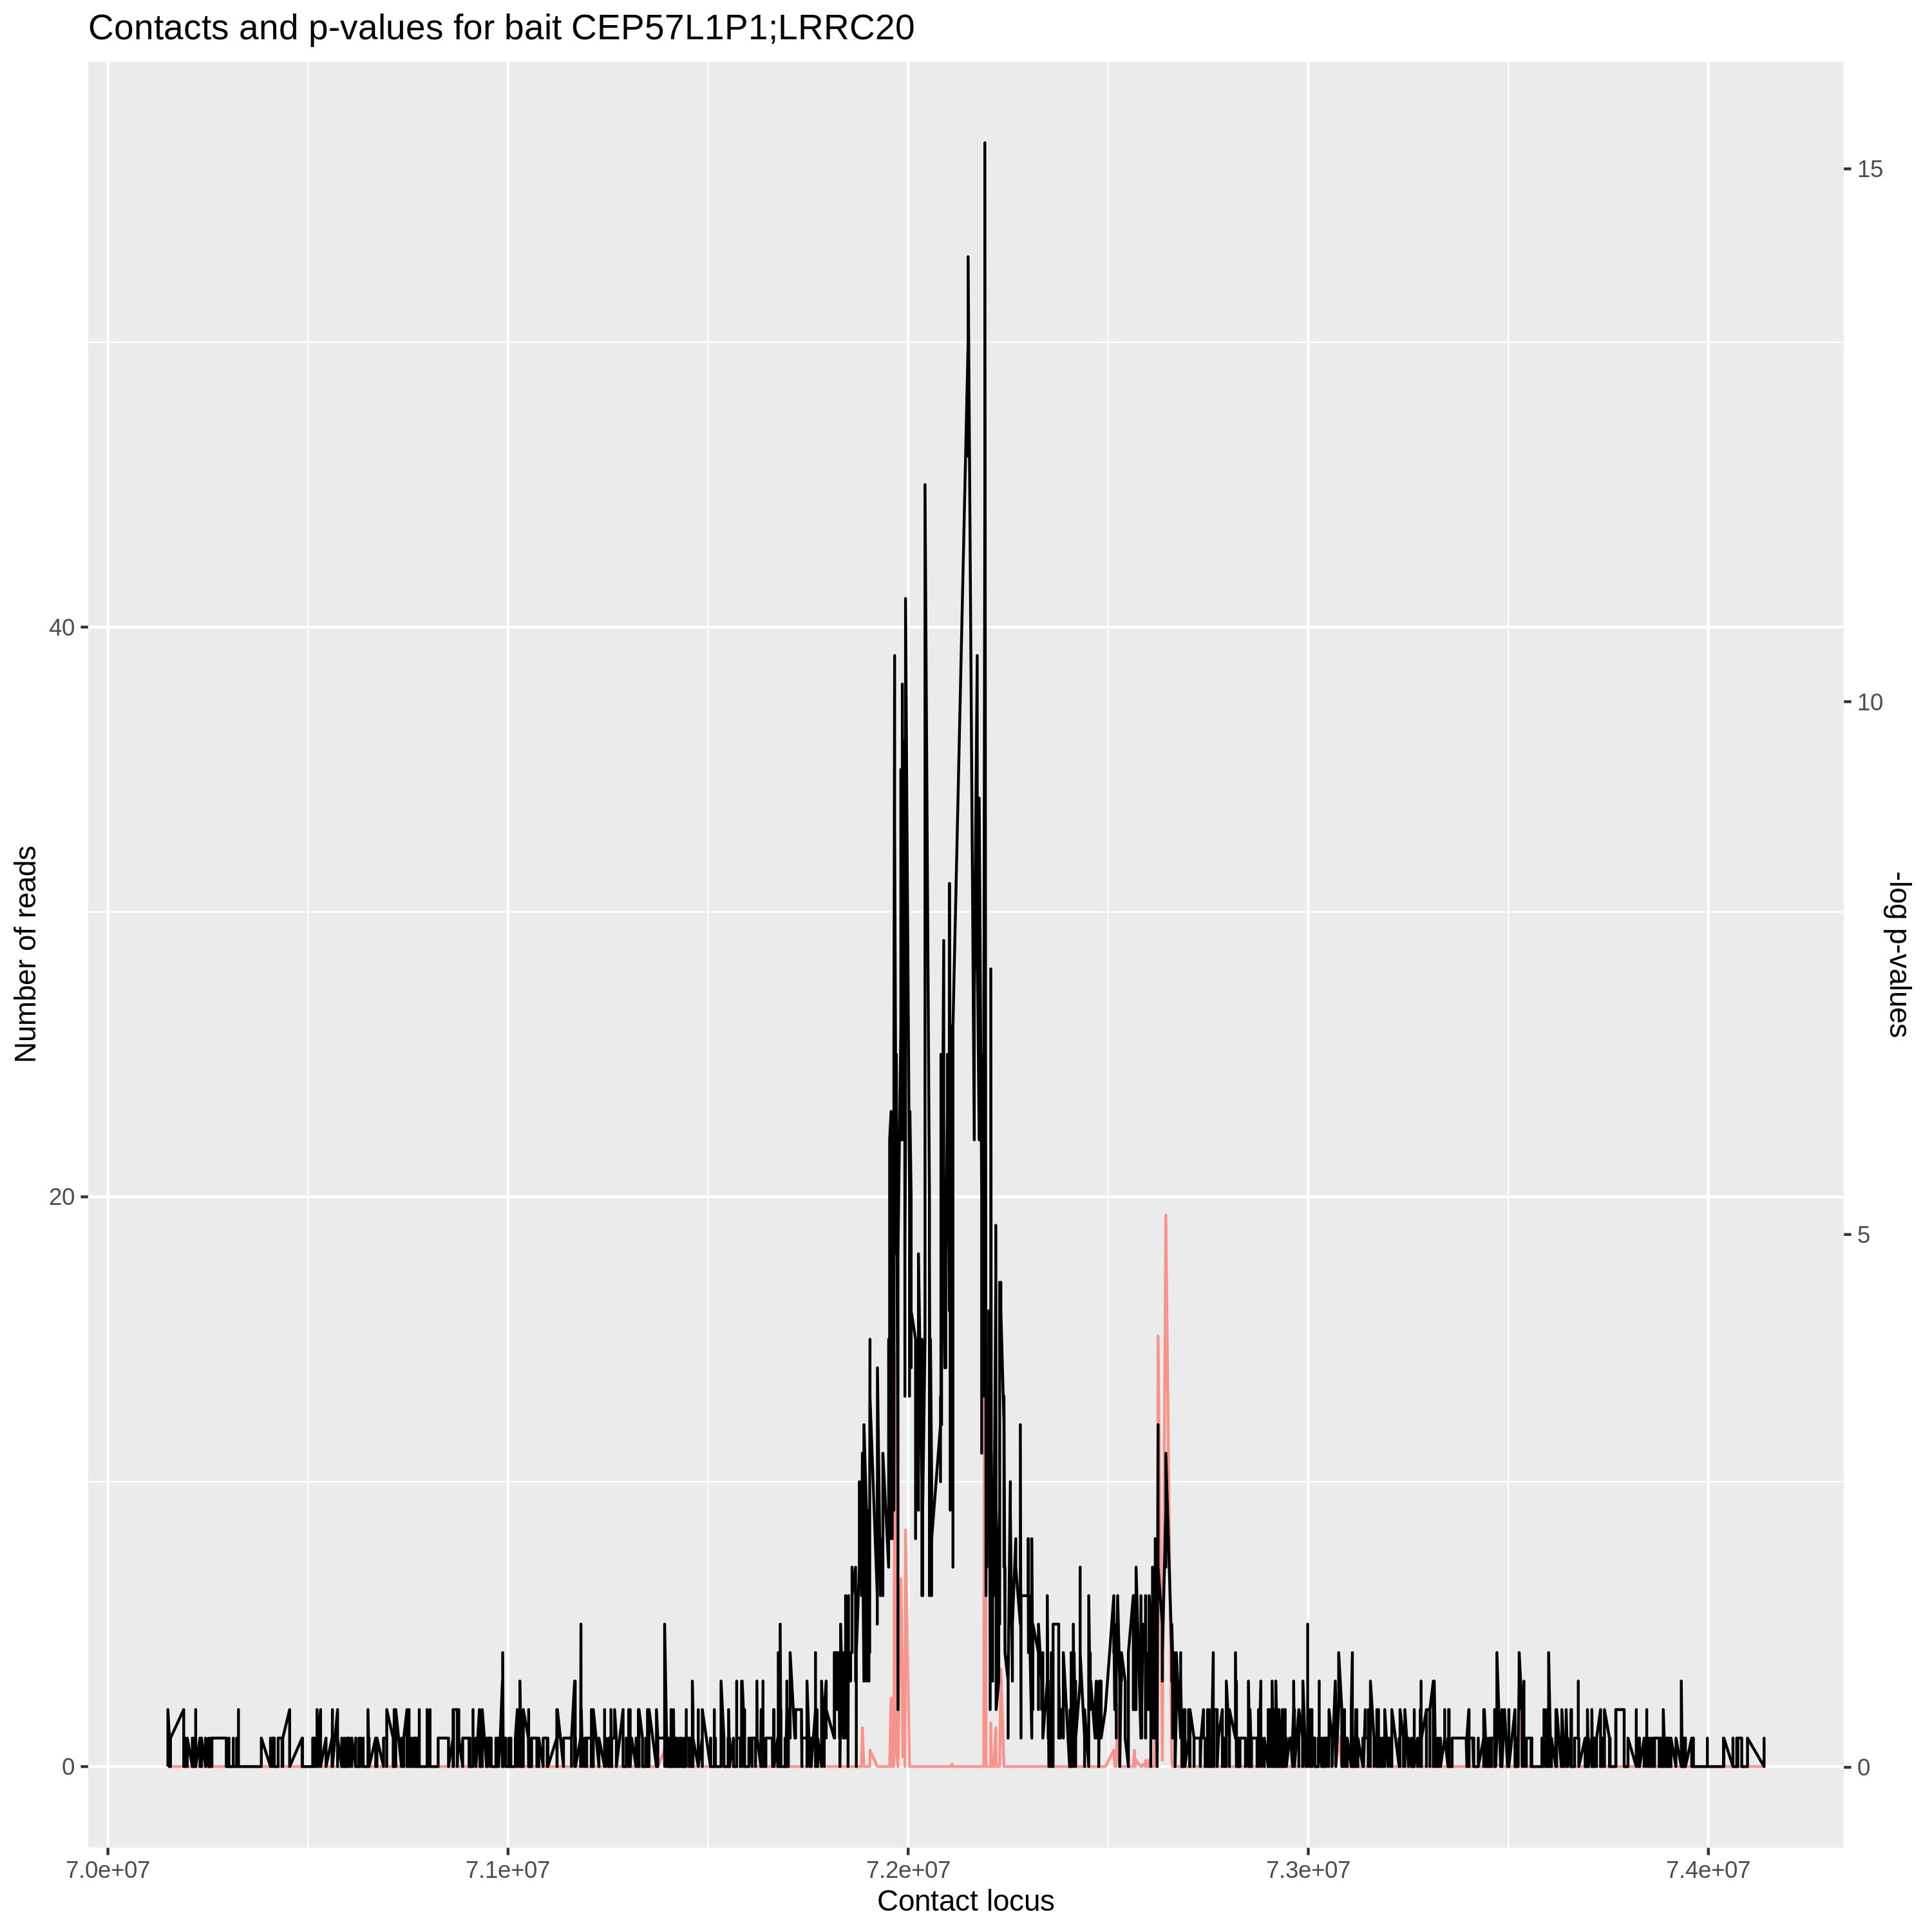 Contacts and p-values for bait CEP57L1P1;LRRC20
15
40
10
Number of reads
-log p-values
20
5
0
0
7.0e+07
7.1e+07
7.2e+07
7.3e+07
7.4e+07
Contact locus